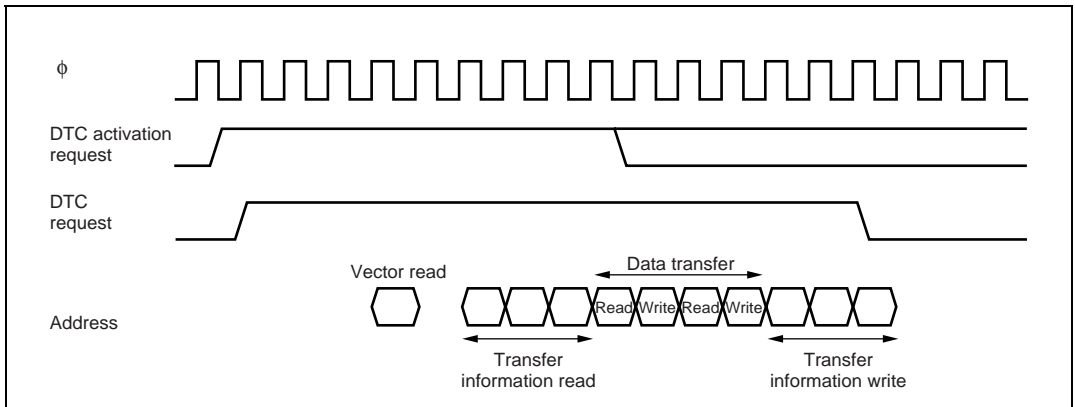 ϕ
DTC activation
request
DTC
request
Vector read
Data transfer
Address
Read Write Read Write
Transfer
information read
Transfer
information write